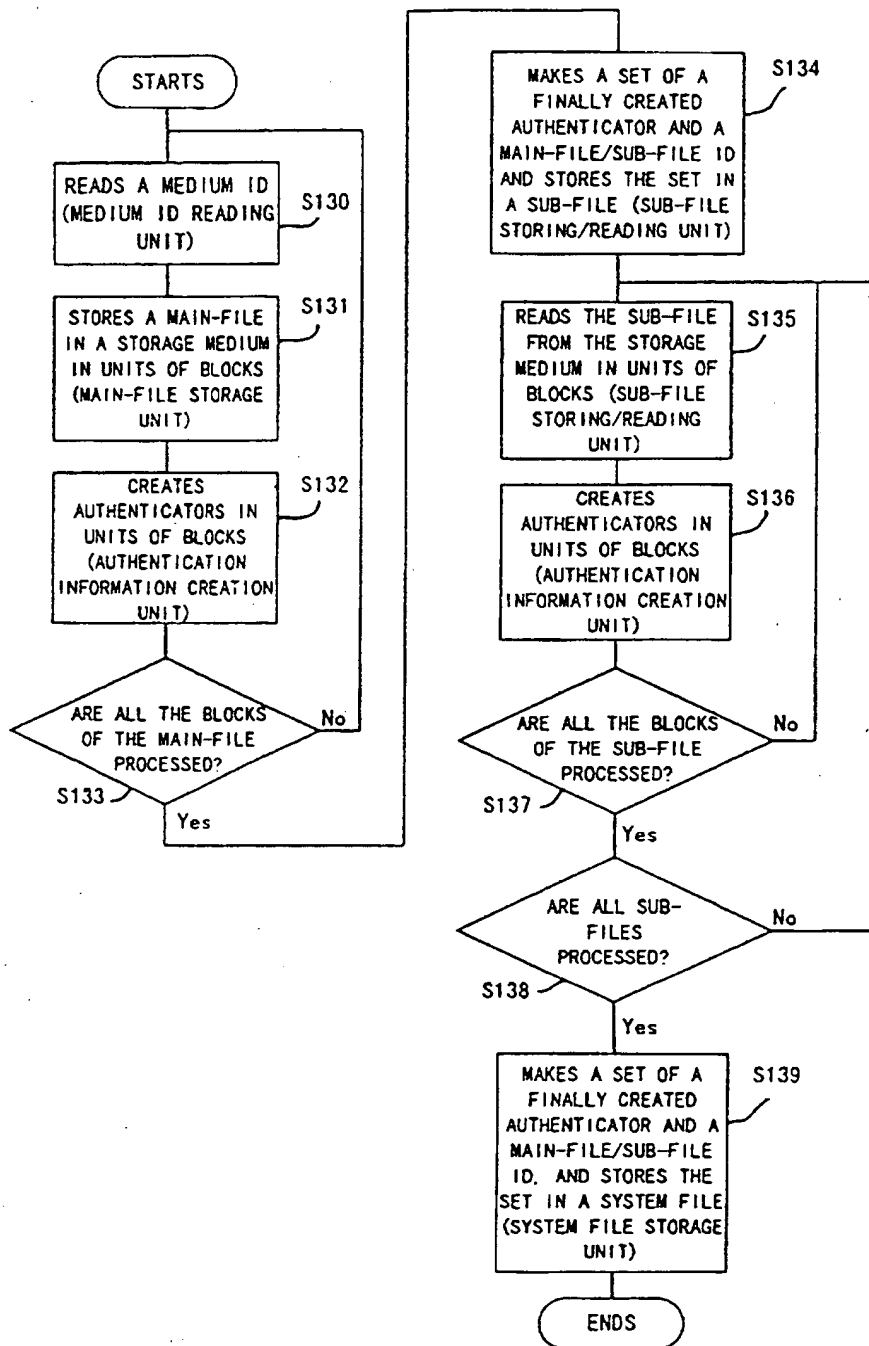 STARTS
READS A MEDIUM ID
(MEDIUM ID READING
UNIT)
S130
STORES A MAIN-FILE
IN A STORAGE MEDIUM
IN UNITS OF BLOCKS
(MAIN-FILE STORAGE
UNIT)
S131
CREATES
AUTHENTICATORS IN
UNITS OF BLOCKS
(AUTHENTICATION
INFORMATION CREATION
UNIT)
S132
ARE ALL THE BLOCKS
OF THE MAIN-FILE
PROCESSED?
No
S133
Yes
MAKES A SET OF A
FINALLY CREATED
AUTHENTICATOR AND A
MAIN-FILE/SUB-FILE ID
AND STORES THE SET IN
A SUB-FILE (SUB-FILE
STORING/READING UNIT)
S134
READS THE SUB-FILE
FROM THE STORAGE
MEDIUM IN UNITS OF
BLOCKS (SUB-FILE
STORING/READING
UNIT)
S135
CREATES
AUTHENTICATORS IN
UNITS OF BLOCKS
(AUTHENTICATION
INFORMATION CREATION
UNIT)
S136
ARE ALL THE BLOCKS
OF THE SUB-FILE
PROCESSED?
No
S137
Yes
ARE ALL SUB-
FILES
PROCESSED?
No
S138
Yes
MAKES A SET OF A
FINALLY CREATED
AUTHENTICATOR AND A
MAIN-FILE/SUB-FILE
ID, AND STORES THE
SET IN A SYSTEM FILE
(SYSTEM FILE STORAGE
UNIT)
S139
ENDS